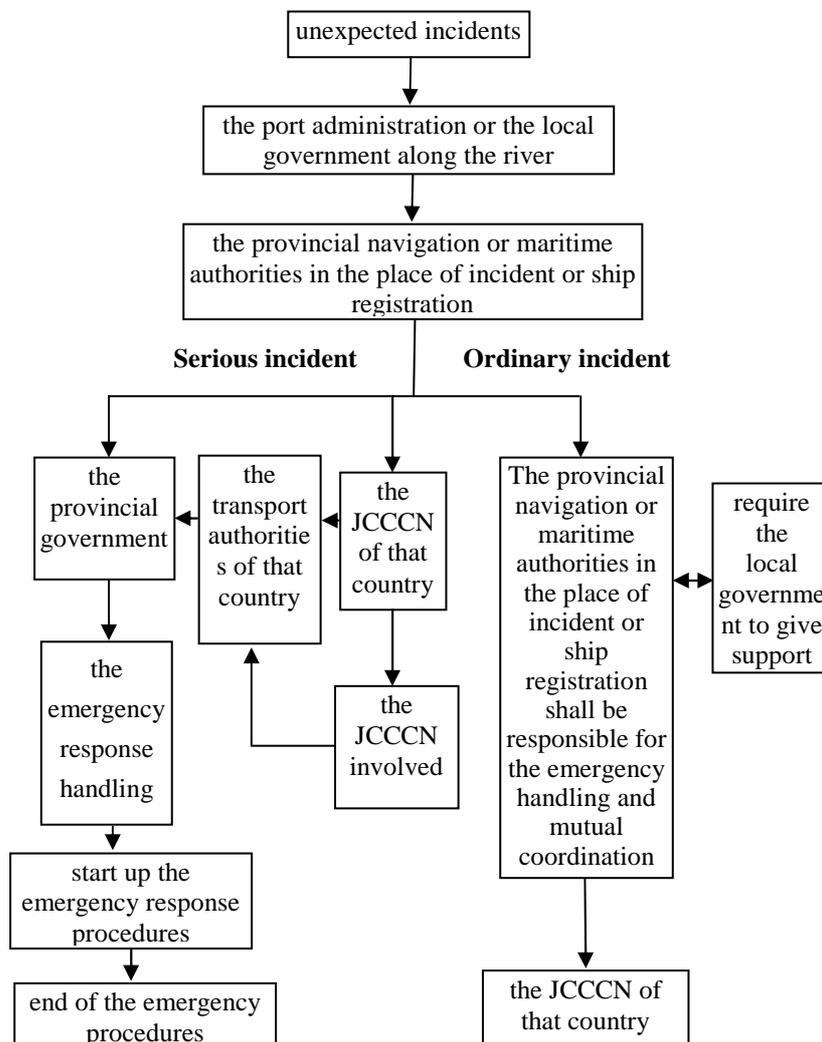 unexpected incidents
the port administration or the local
government along the river
the provincial navigation or maritime
authorities in the place of incident or ship
registration
Serious incident
Ordinary incident
the
provincial
government
the
transport
authoritie
s of that
country
the
JCCCN
of that
country
The provincial
navigation or
maritime
authorities in
the place of
incident or
ship
registration
shall be
responsible for
the emergency
handling and
mutual
coordination
require
the
local
governme
nt to give
support
the
emergency
response
handling
the
JCCCN
involved
start up the
emergency response
procedures
end of the emergency
procedures
the JCCCN of
that country